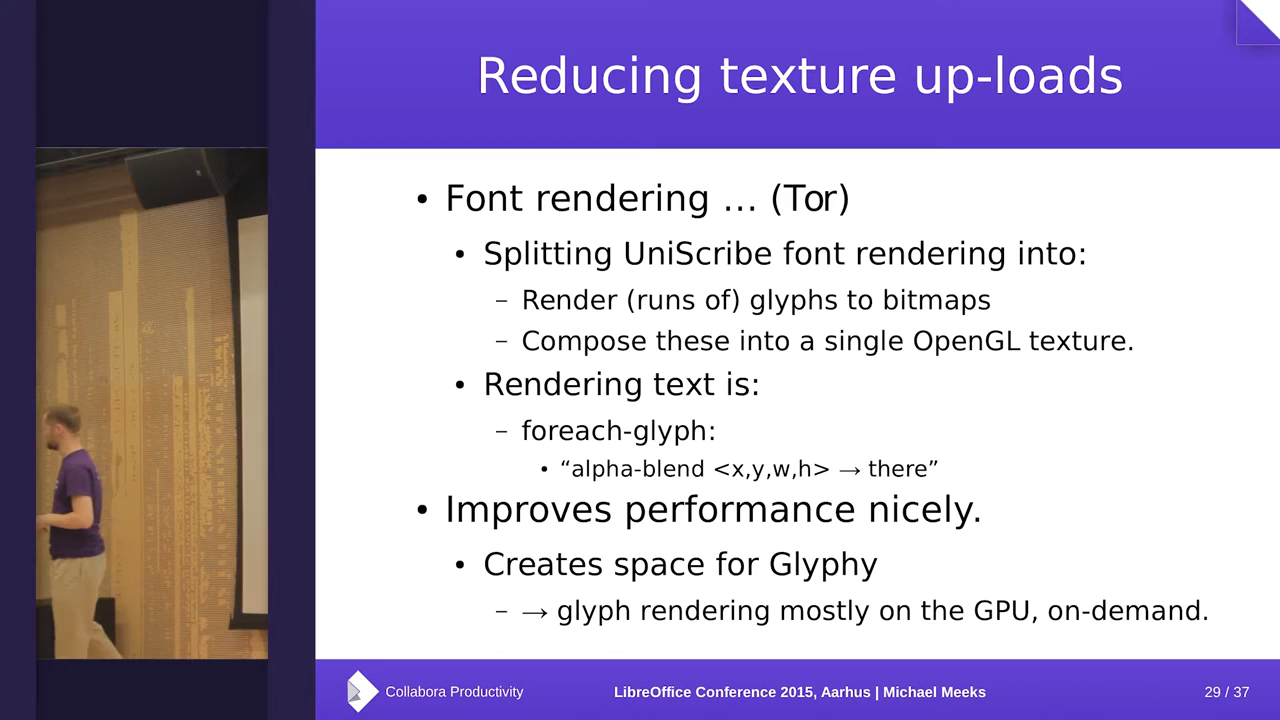 Reducing texture up-loads
• Font rendering … (Tor)
• Splitting UniScribe font rendering into:
– Render (runs of) glyphs to bitmaps
– Compose these into a single OpenGL texture.
• Rendering text is:
– foreach-glyph:
• “alpha-blend <x,y,w,h> → there”
• Improves performance nicely.
• Creates space for Glyphy
– → glyph rendering mostly on the GPU, on-demand.
Collabora Productivity
LibreOffice Conference 2015, Aarhus | Michael Meeks
29 / 37